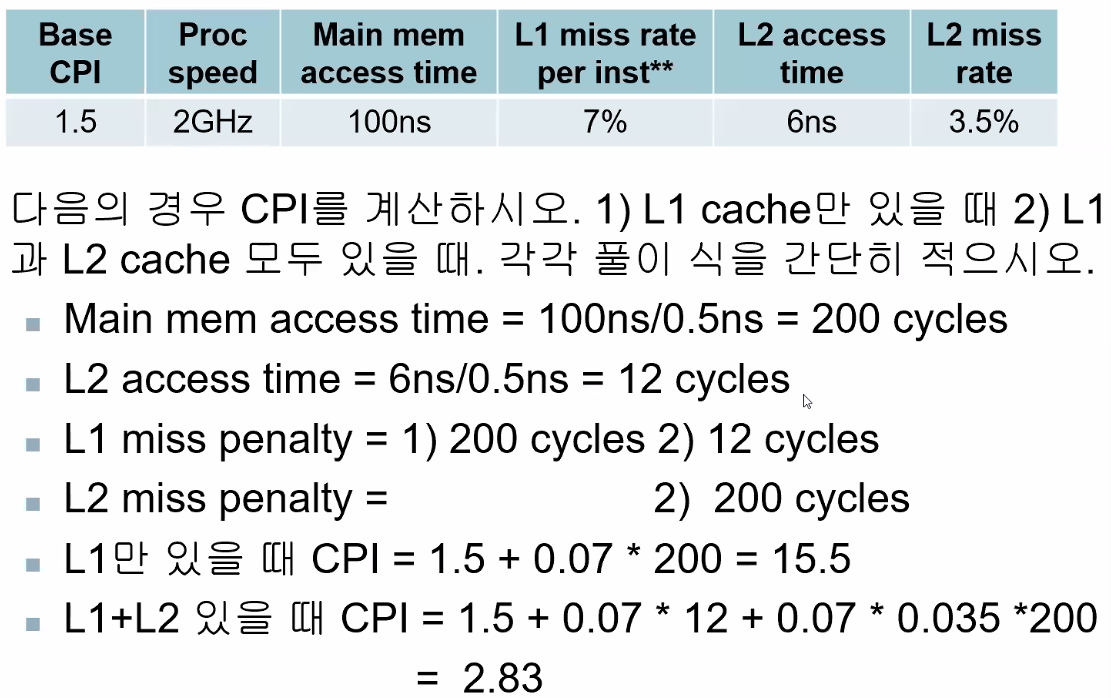 Base CPI | Proc speed | Main mem access time | L1 miss rate per inst** | L2 access time | L2 miss rate
1.5 | 2GHz | 100ns | 7% | 6ns | 3.5%
다음의 경우 CPI를 계산하시오. 1) L1 cache만 있을 때 2) L1
과 L2 cache 모두 있을 때. 각각 풀이 식을 간단히 적으시오.
▪ Main mem access time = 100ns/0.5ns = 200 cycles
▪ L2 access time = 6ns/0.5ns = 12 cycles
▪ L1 miss penalty = 1) 200 cycles 2) 12 cycles
▪ L2 miss penalty = 2) 200 cycles
▪ L1만 있을 때 CPI = 1.5 + 0.07 * 200 = 15.5
▪ L1+L2 있을 때 CPI = 1.5 + 0.07 * 12 + 0.07 * 0.035 *200
= 2.83